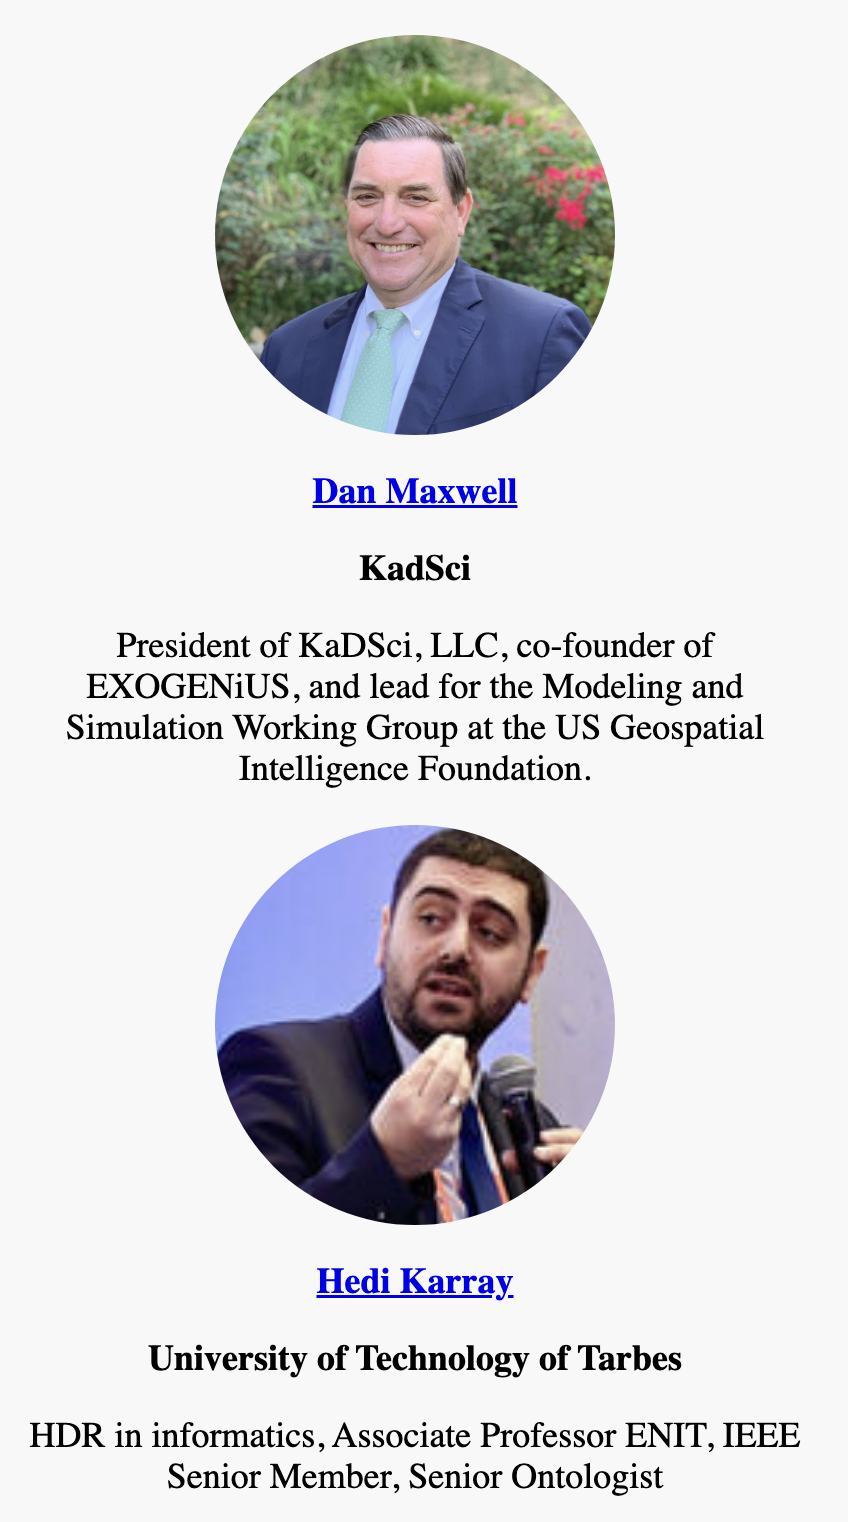 Dan Maxwell
KadSci
President of KaDSci, LLC, co-founder of
EXOGENiUS, and lead for the Modeling and
Simulation Working Group at the US Geospatial
Intelligence Foundation.
Hedi Karray
University of Technology of Tarbes
HDR in informatics, Associate Professor ENIT, IEEE
Senior Member, Senior Ontologist